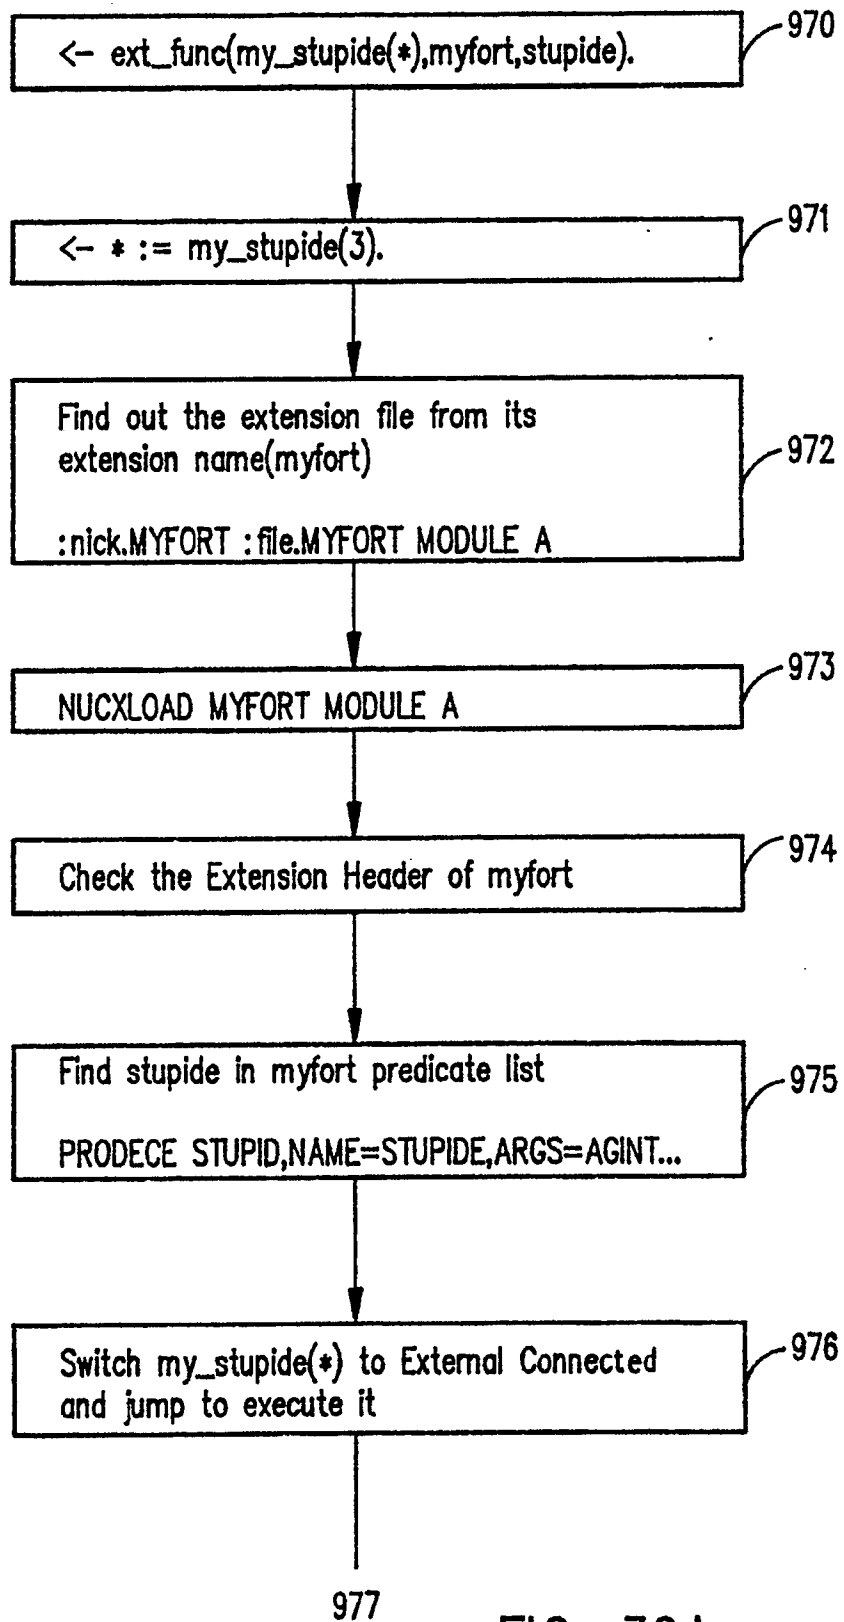 <- ext_func(my_stupide(*),myfort,stupide).
970
<- * := my_stupide(3).
971
Find out the extension file from its
extension name(myfort)
:nick.MYFORT :file.MYFORT MODULE A
972
NUCXLOAD MYFORT MODULE A
973
Check the Extension Header of myfort
974
Find stupide in myfort predicate list
PRODECE STUPID,NAME=STUPIDE,ARGS=AGINT...
975
Switch my_stupide(*) to External Connected
and jump to execute it
976
977